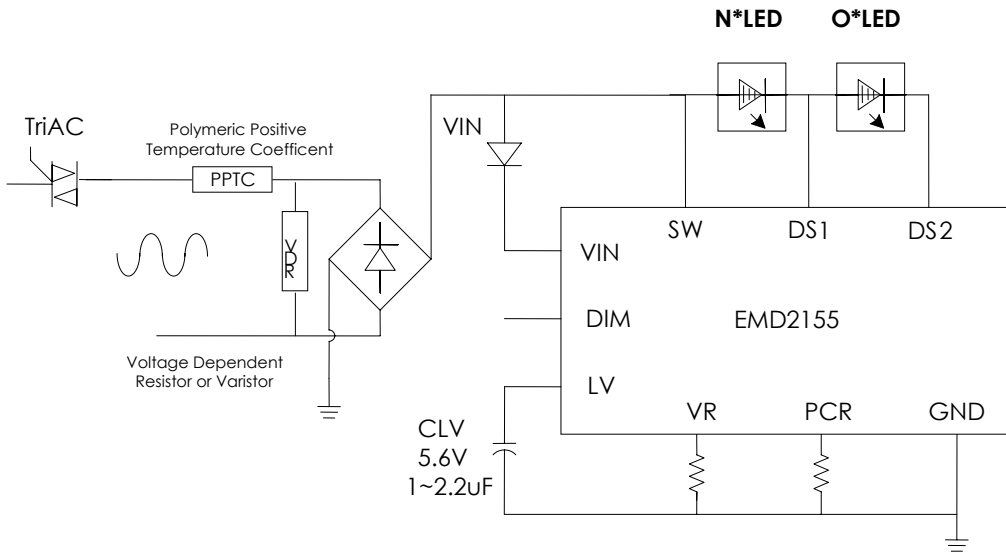 N*LED
O*LED
TriAC
Polymeric Positive
Temperature Coefficent
PPTC
VDR
Voltage Dependent
Resistor or Varistor
VIN
SW
DS1
DS2
VIN
DIM
EMD2155
LV
VR
PCR
GND
CLV
5.6V
1~2.2uF